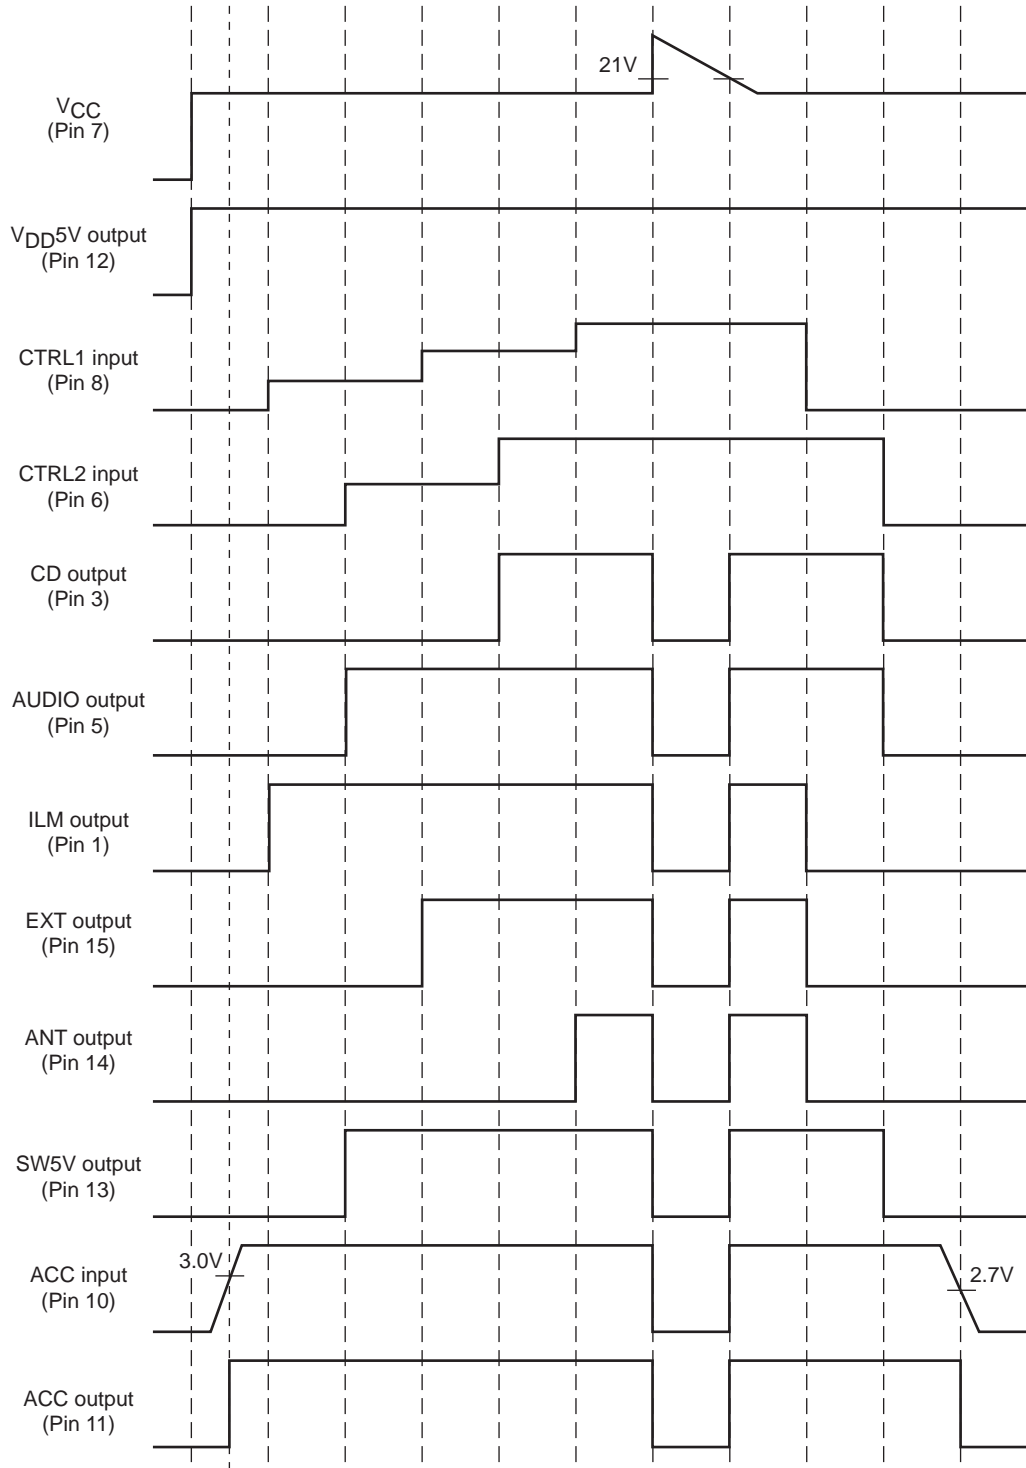 21V
VCC
(Pin 7)
VDD5V output
(Pin 12)
CTRL1 input
(Pin 8)
CTRL2 input
(Pin 6)
CD output
(Pin 3)
AUDIO output
(Pin 5)
ILM output
(Pin 1)
EXT output
(Pin 15)
ANT output
(Pin 14)
SW5V output
(Pin 13)
3.0V
ACC input
(Pin 10)
2.7V
ACC output
(Pin 11)